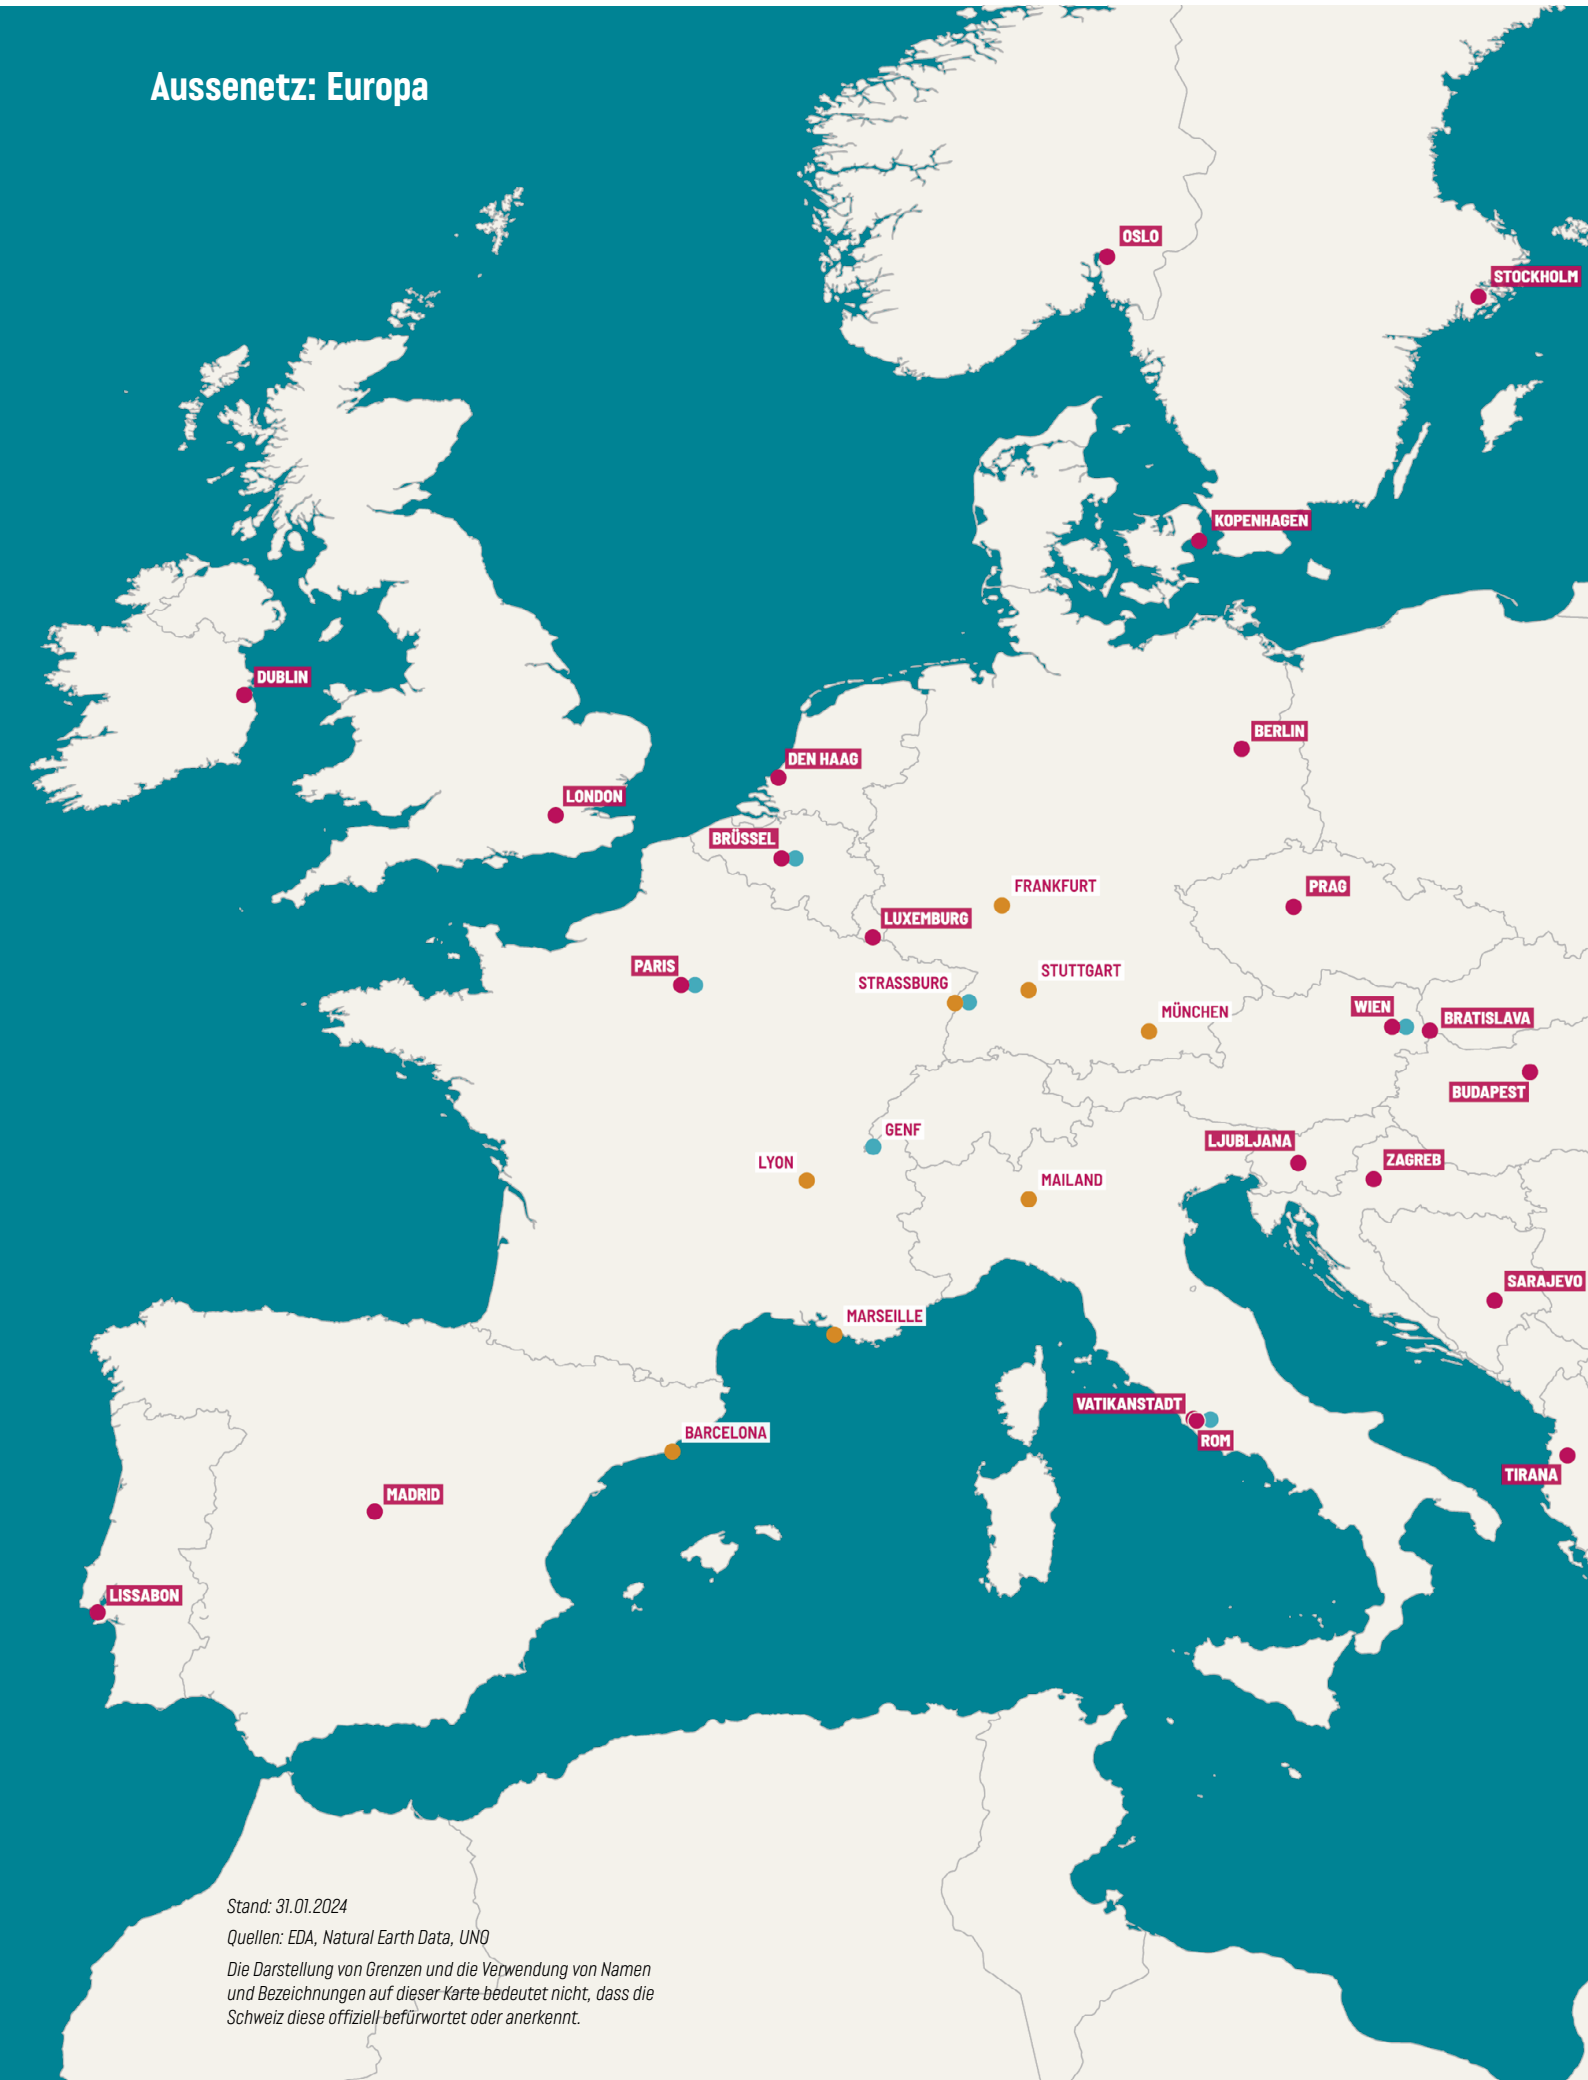 Aussenetz: Europa
OSLO
STOCKHOLM
KOPENHAGEN
DUBLIN
BERLIN
DEN HAAG
LONDON
BRÜSSEL
FRANKFURT
PRAG
LUXEMBURG
PARIS
STUTTGART
STRASSBURG
WIEN
MÜNCHEN
BRATISLAVA
BUDAPEST
GENF
LJUBLJANA
ZAGREB
LYON
MAILAND
SARAJEVO
MARSEILLE
VATIKANSTADT
BARCELONA
ROM
TIRANA
MADRID
LISSABON
Stand: 31.01.2024
Quellen: EDA, Natural Earth Data, UNO
Die Darstellung von Grenzen und die Verwendung von Namen
und Bezeichnungen auf dieser Karte bedeutet nicht, dass die
Schweiz diese offiziell befürwortet oder anerkennt.